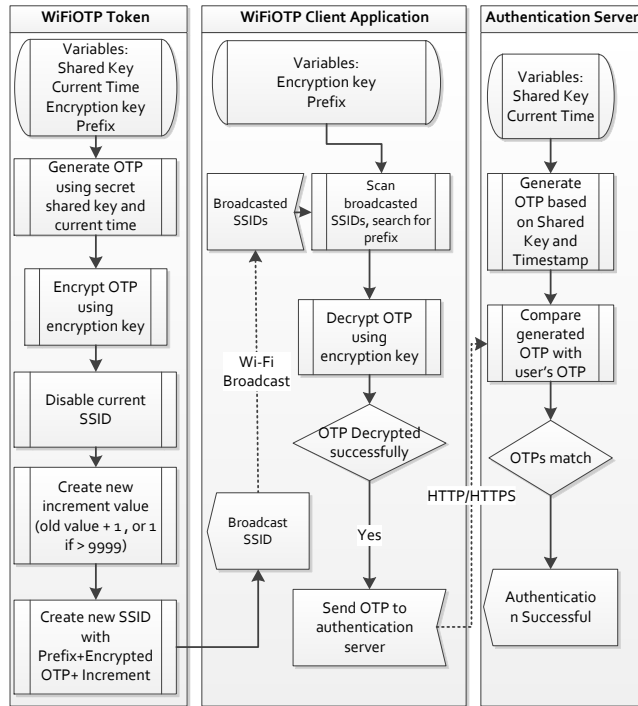 WiFiOTP Token
Variables:
Shared Key
Current Time
Encryption key
Prefix
Generate OTP
using secret
shared key and
current time
Encrypt OTP
using
encryption key
Disable current
SSID
Create new
increment value
(old value + 1 , or 1
if > 9999)
Create new SSID
with
Prefix+Encrypted
OTP+ Increment
WiFiOTP Client Application
Variables:
Encryption key
Prefix
Broadcasted
SSIDs
Scan
broadcasted
SSIDs, search for
prefix
Decrypt OTP
using
encryption key
Wi-Fi
Broadcast
OTP Decrypted
successfully
Broadcast
SSID
Yes
Send OTP to
authentication
server
HTTP/HTTPS
Authentication Server
Variables:
Shared Key
Current Time
Generate
OTP based
on Shared
Key and
Timestamp
Compare
generated
OTP with
user's OTP
OTPs match
Authenticatio
n Successful